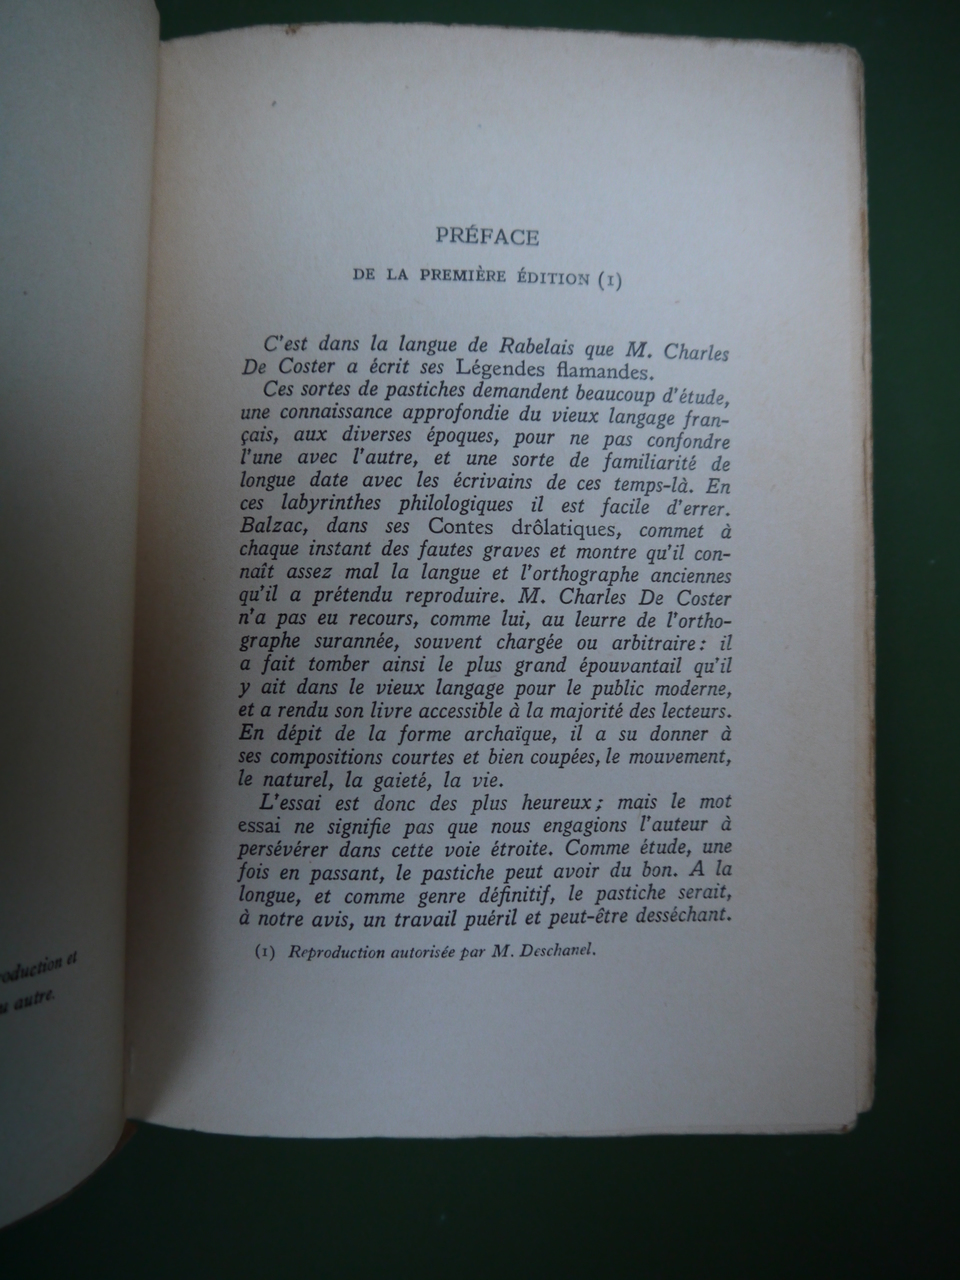 PRÉFACE
DE LA PREMIÈRE ÉDITION (1)
C'est dans la langue de Rabelais que M. Charles
De Coster a écrit ses Légendes flamandes.
Ces sortes de pastiches demandent beaucoup d'étude,
une connaissance approfondie du vieux langage fran-
çais, aux diverses époques, pour ne pas confondre
l'une avec l'autre, et une sorte de familiarité de
longue date avec les écrivains de ces temps-là. En
ces labyrinthes philologiques il est facile d'errer.
Balzac, dans ses Contes drôlatiques, commet à
chaque instant des fautes graves et montre qu'il con-
naît assez mal la langue et l'orthographe anciennes
qu'il a prétendu reproduire. M. Charles De Coster
n'a pas eu recours, comme lui, au leurre de l'ortho-
graphe surannée, souvent chargée ou arbitraire : il
a fait tomber ainsi le plus grand épouvantail qu'il
y ait dans le vieux langage pour le public moderne,
et a rendu son livre accessible à la majorité des lecteurs.
En dépit de la forme archaïque, il a su donner à
ses compositions courtes et bien coupées, le mouvement,
le naturel, la gaieté, la vie.
L'essai est donc des plus heureux ; mais le mot
essai ne signifie pas que nous engagions l'auteur à
persévérer dans cette voie étroite. Comme étude, une
fois en passant, le pastiche peut avoir du bon. A la
longue, et comme genre définitif, le pastiche serait,
à notre avis, un travail puéril et peut-être desséchant.
(1) Reproduction autorisée par M. Deschanel.
et
autre.